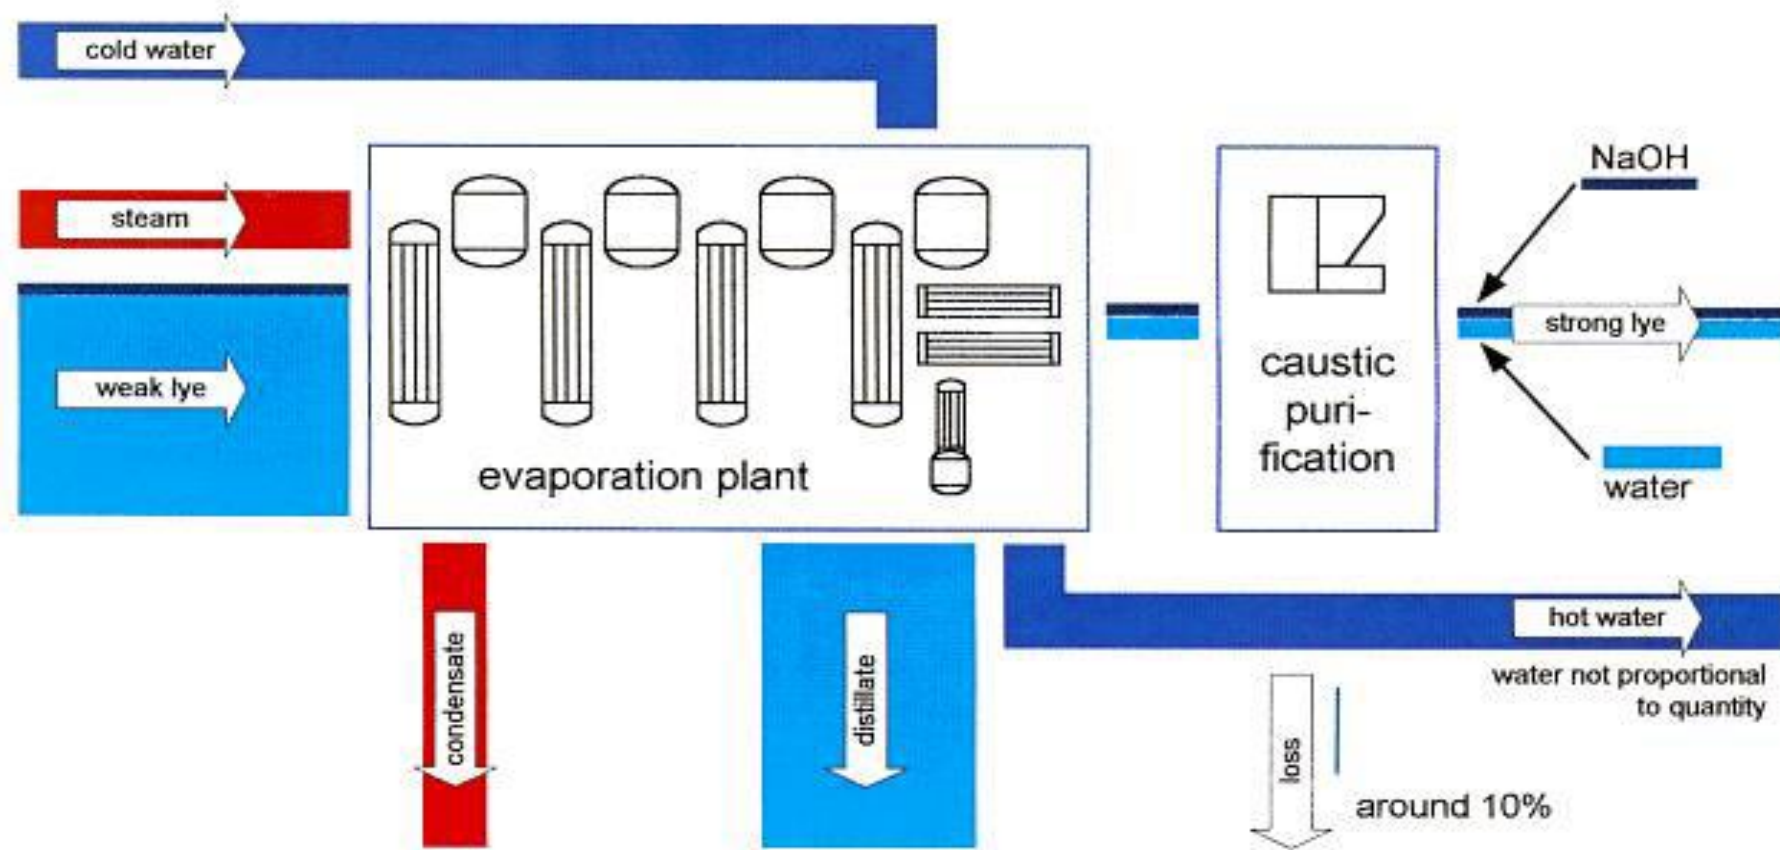 cold water
steam
weak lye
evaporation plant
caustic
puri-
fication
NaOH
strong lye
water
condensate
distillate
hot water
water not proportional
to quantity
loss
around 10%